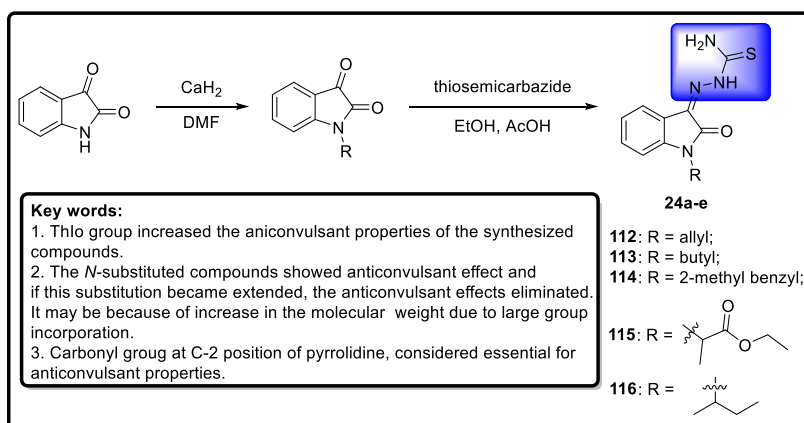 O
O
N
H
CaH2
DMF
O
O
N
R
thiosemicarbazide
EtOH, AcOH
H2N
S
N
NH
O
N
R
24a-e
Key words:
1. ThIo group increased the aniconvulsant properties of the synthesized
compounds.
2. The N-substituted compounds showed anticonvulsant effect and
if this substitution became extended, the anticonvulsant effects eliminated.
It may be because of increase in the molecular weight due to large group
incorporation.
3. Carbonyl groug at C-2 position of pyrrolidine, considered essential for
anticonvulsant properties.
112: R = allyl;
113: R = butyl;
114: R = 2-methyl benzyl;
115: R =
O
O
116: R =